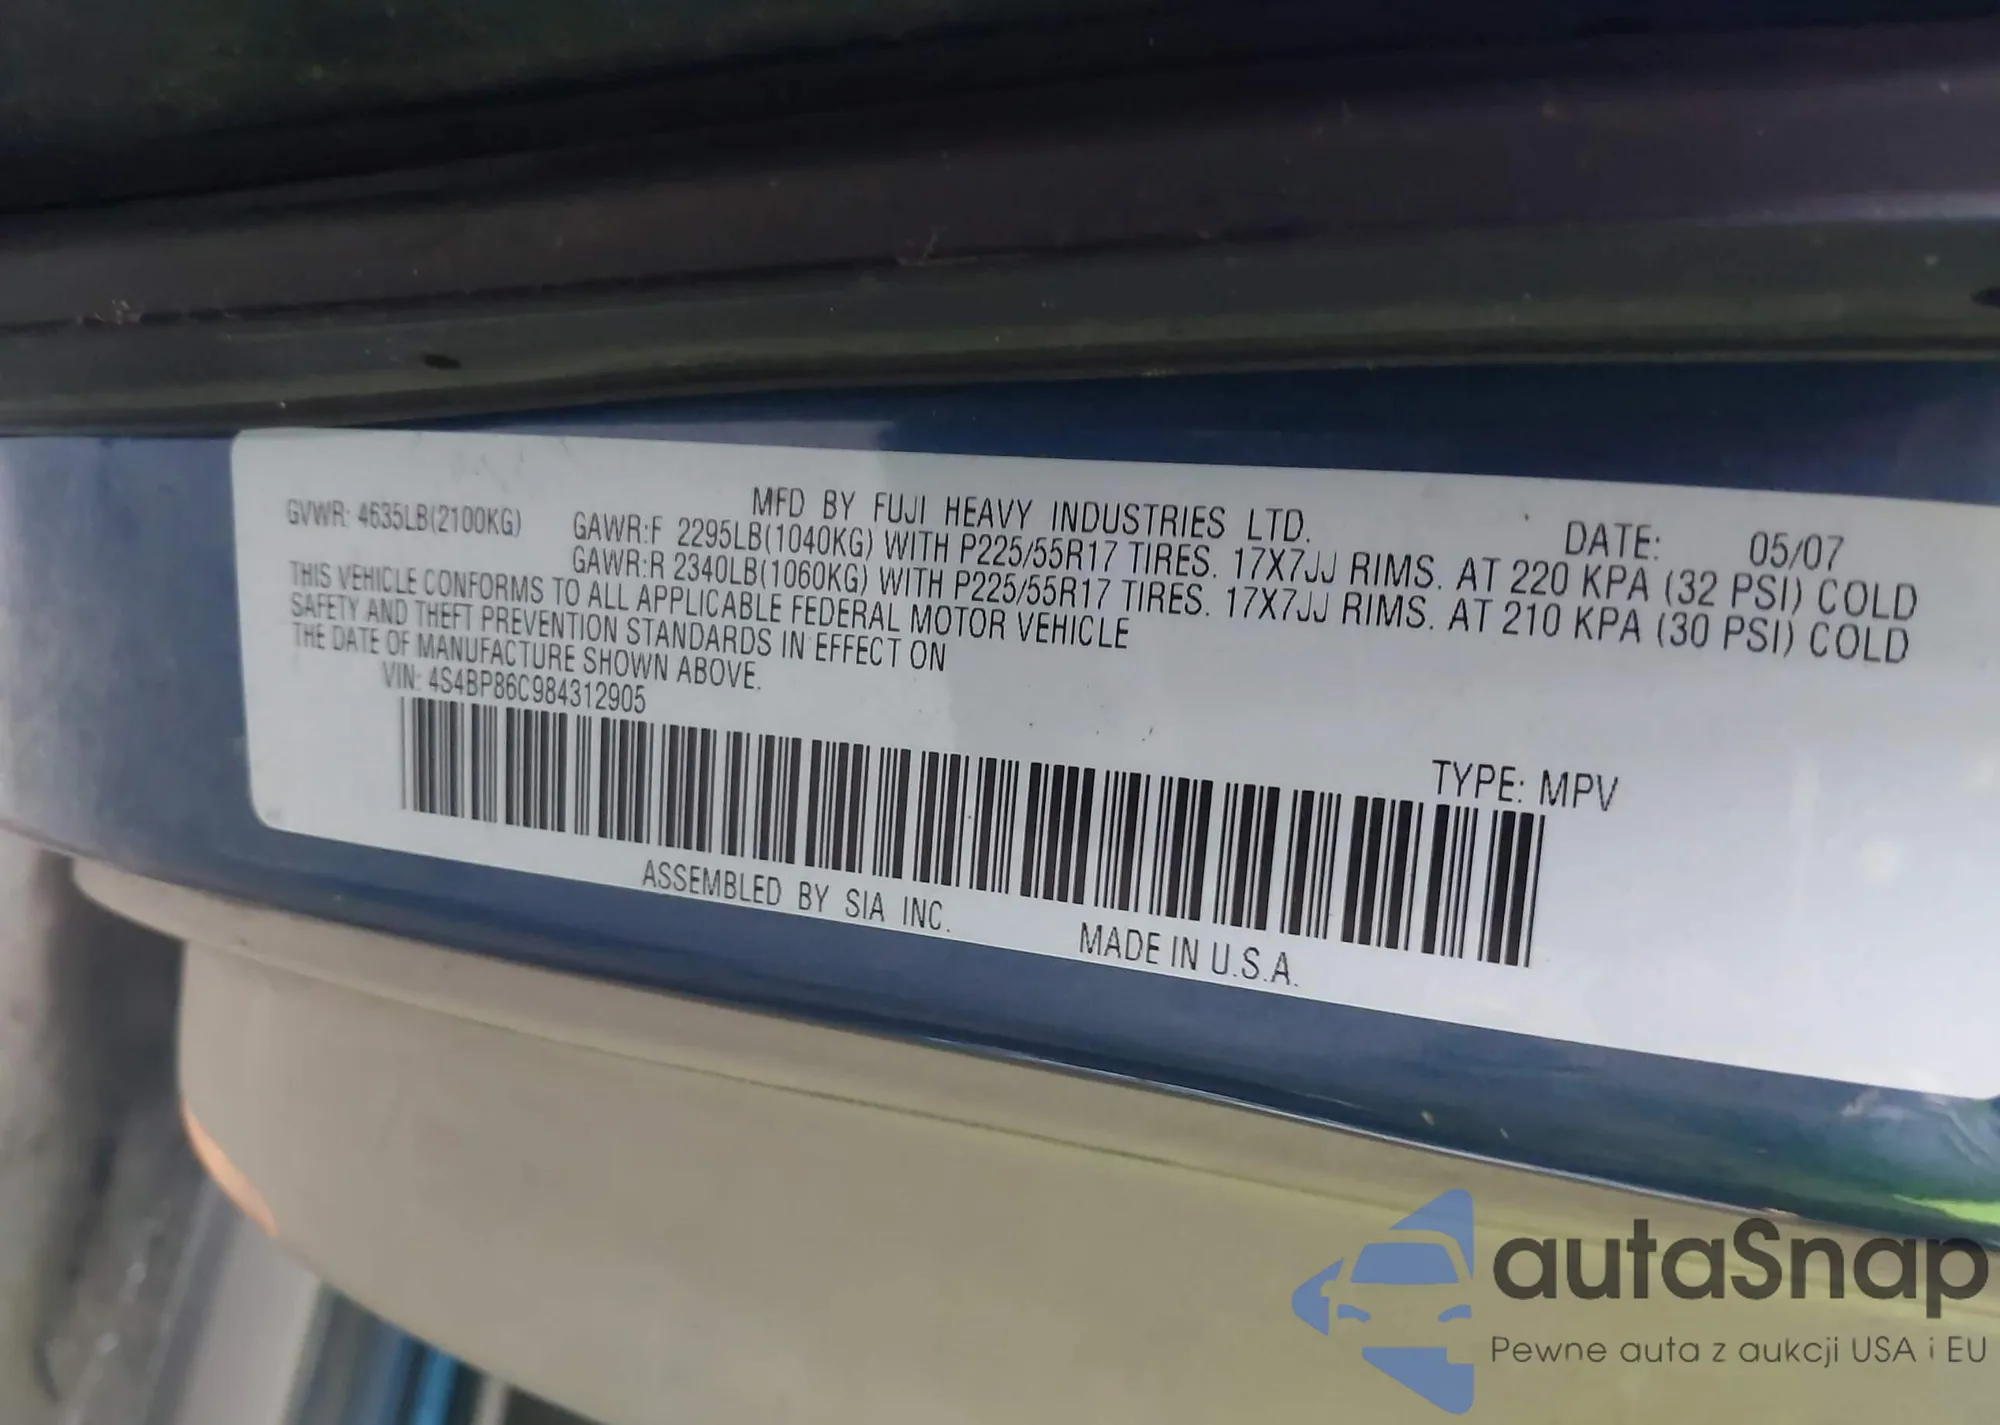 MFD BY FUJI HEAVY INDUSTRIES LTD. DATE: 05/07
GVWR: 4635LB(2100KG) GAWR:F 2295LB(1040KG) WITH P225/55R17 TIRES. 17X7JJ RIMS. AT 220 KPA (32 PSI) COLD
GAWR:R 2340LB(1060KG) WITH P225/55R17 TIRES. 17X7JJ RIMS. AT 210 KPA (30 PSI) COLD
THIS VEHICLE CONFORMS TO ALL APPLICABLE FEDERAL MOTOR VEHICLE
SAFETY AND THEFT PREVENTION STANDARDS IN EFFECT ON
THE DATE OF MANUFACTURE SHOWN ABOVE.
VIN: 4S4BP86C984312905
TYPE: MPV
ASSEMBLED BY SIA INC. MADE IN U.S.A.
autaSnap
Pewne auta z aukcji USA i EU